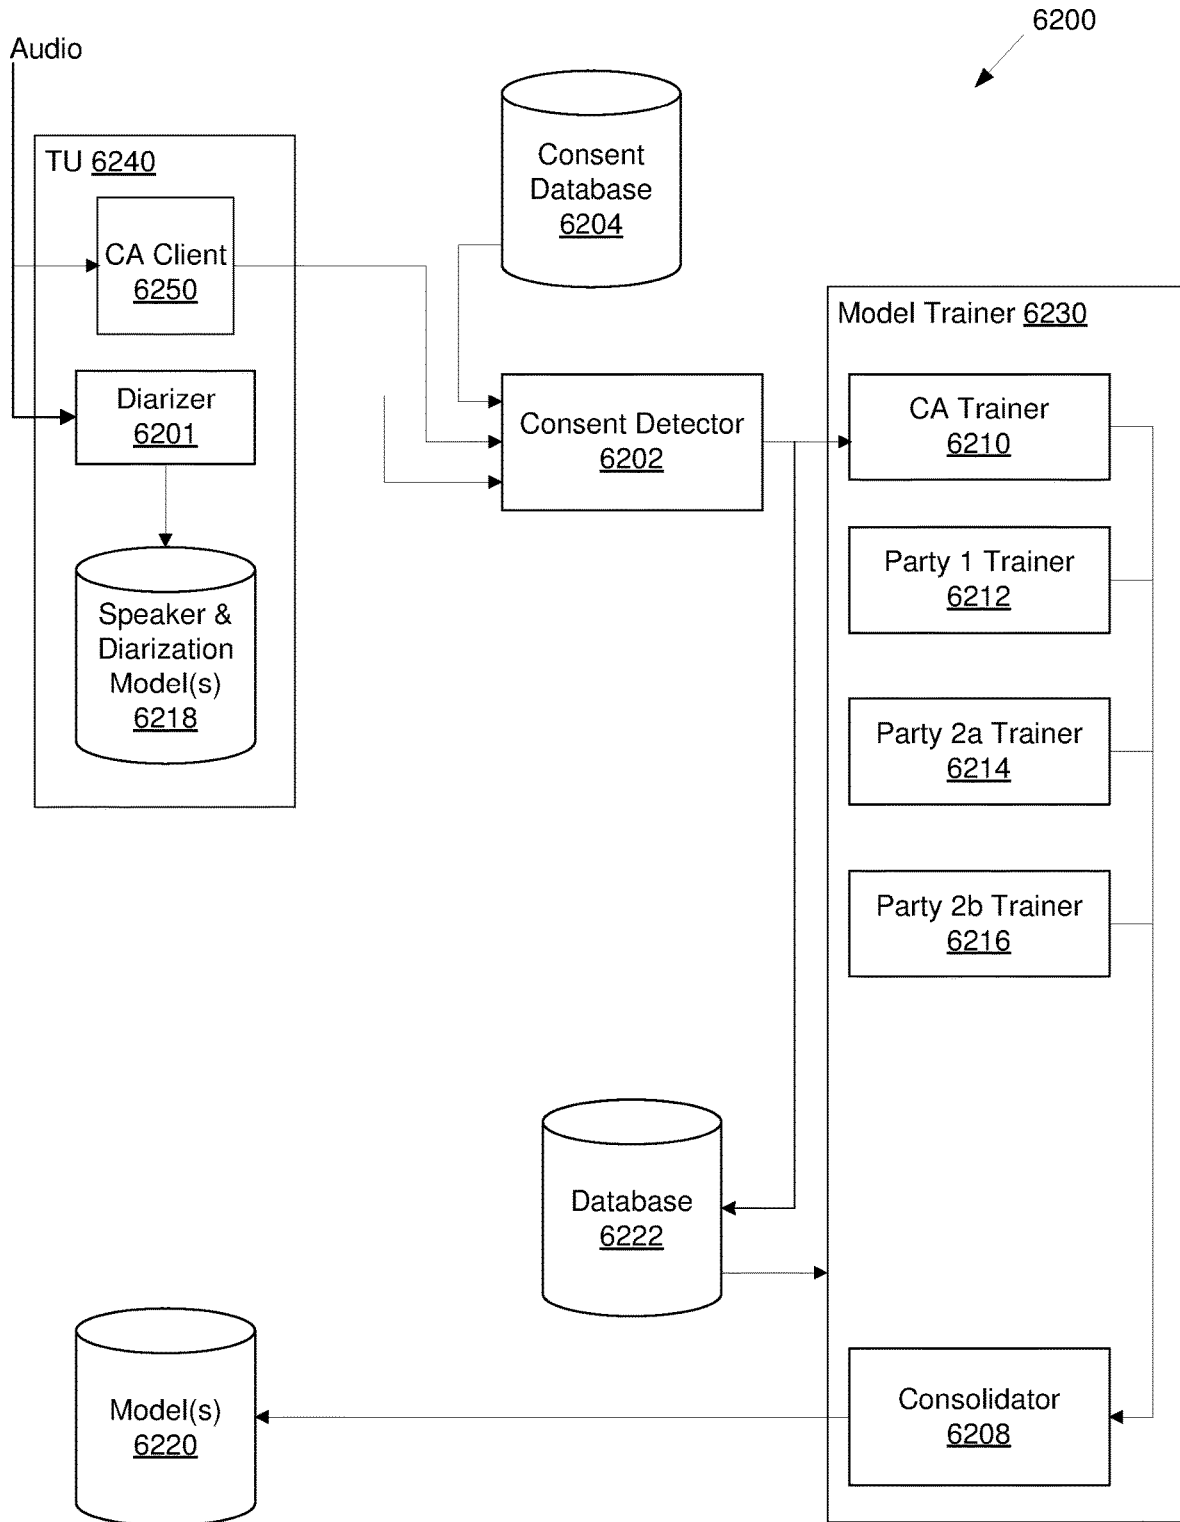 6200
Audio
TU 6240
CA Client
6250
Diarizer
6201
Speaker &
Diarization
Model(s)
6218
Consent
Database
6204
Consent Detector
6202
Model Trainer 6230
CA Trainer
6210
Party 1 Trainer
6212
Party 2a Trainer
6214
Party 2b Trainer
6216
Database
6222
Consolidator
6208
Model(s)
6220